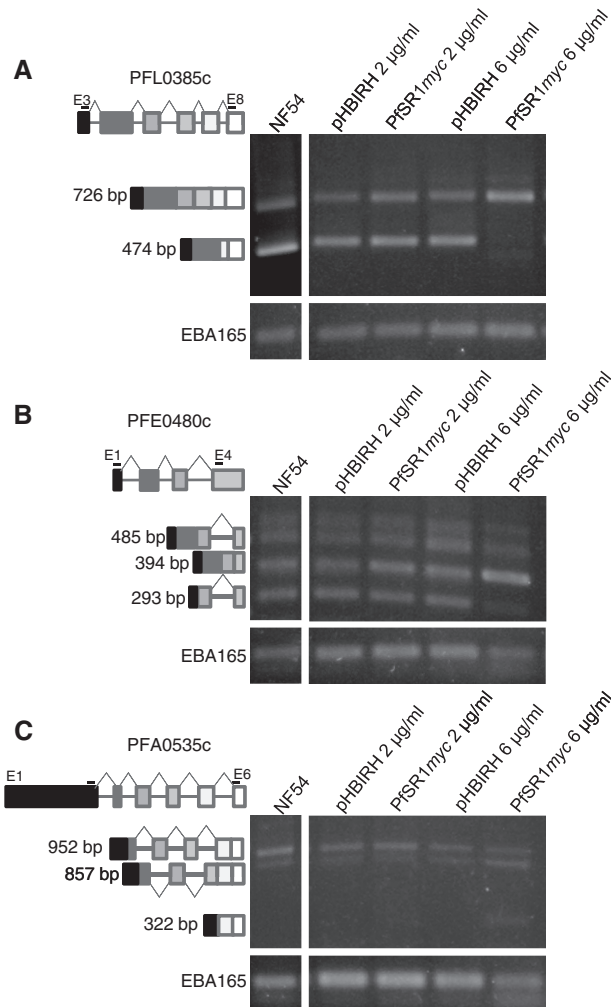 A
PFL0385c
E3
E8
NF54
pHBIRH 2 µg/ml
PfSR1myc 2 µg/ml
pHBIRH 6 µg/ml
PfSR1myc 6 µg/ml
726 bp
474 bp
EBA165
B
PFE0480c
E1
E4
NF54
pHBIRH 2 µg/ml
PfSR1myc 2 µg/ml
pHBIRH 6 µg/ml
PfSR1myc 6 µg/ml
485 bp
394 bp
293 bp
EBA165
C
PFA0535c
E1
E6
NF54
pHBIRH 2 µg/ml
PfSR1myc 2 µg/ml
pHBIRH 6 µg/ml
PfSR1myc 6 µg/ml
952 bp
857 bp
322 bp
EBA165